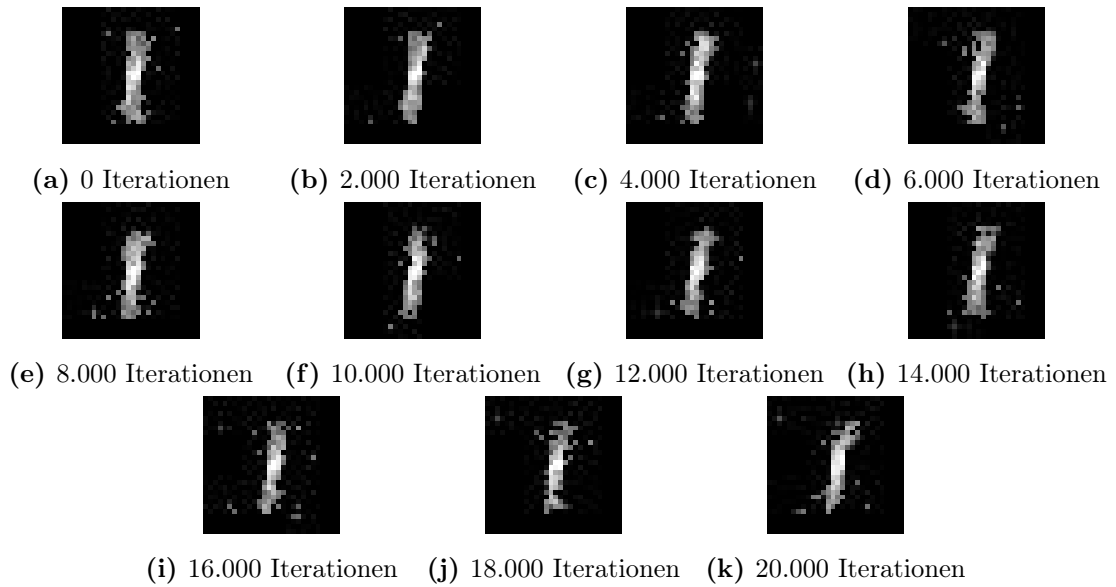 (a) 0 Iterationen (b) 2.000 Iterationen (c) 4.000 Iterationen (d) 6.000 Iterationen
(e) 8.000 Iterationen (f) 10.000 Iterationen (g) 12.000 Iterationen (h) 14.000 Iterationen
(i) 16.000 Iterationen (j) 18.000 Iterationen (k) 20.000 Iterationen